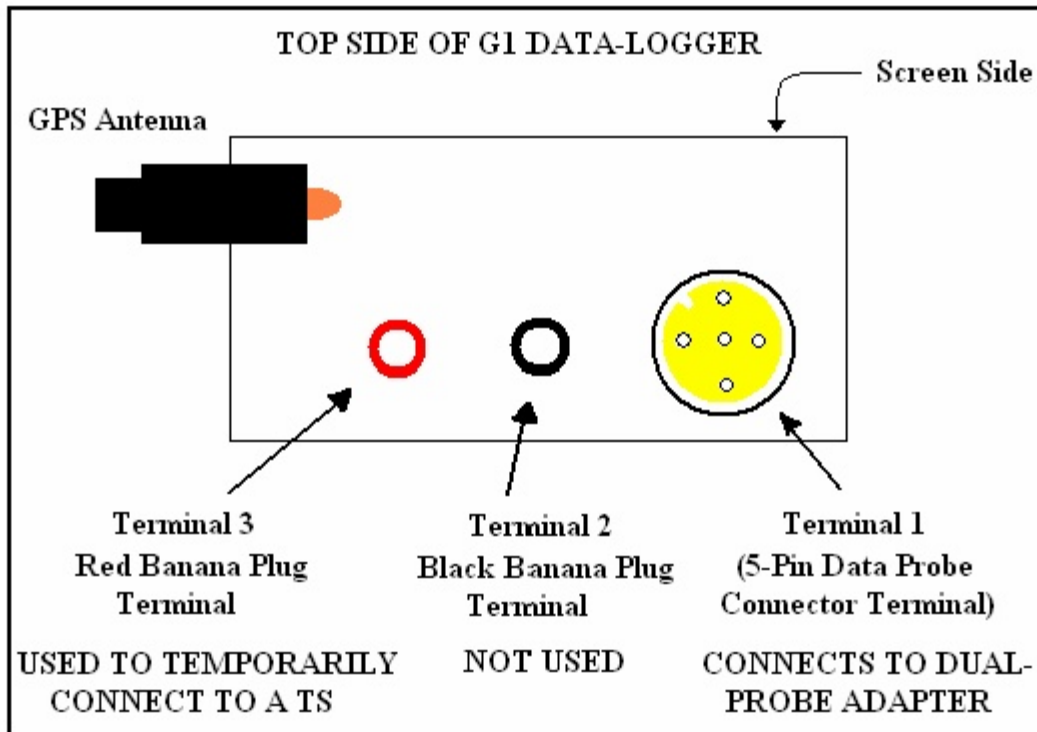 TOP SIDE OF G1 DATA-LOGGER
Screen Side
GPS Antenna
Terminal 3
Red Banana Plug
Terminal
USED TO TEMPORARILY
CONNECT TO A TS
Terminal 2
Black Banana Plug
Terminal
NOT USED
Terminal 1
(5-Pin Data Probe
Connector Terminal)
CONNECTS TO DUAL-
PROBE ADAPTER